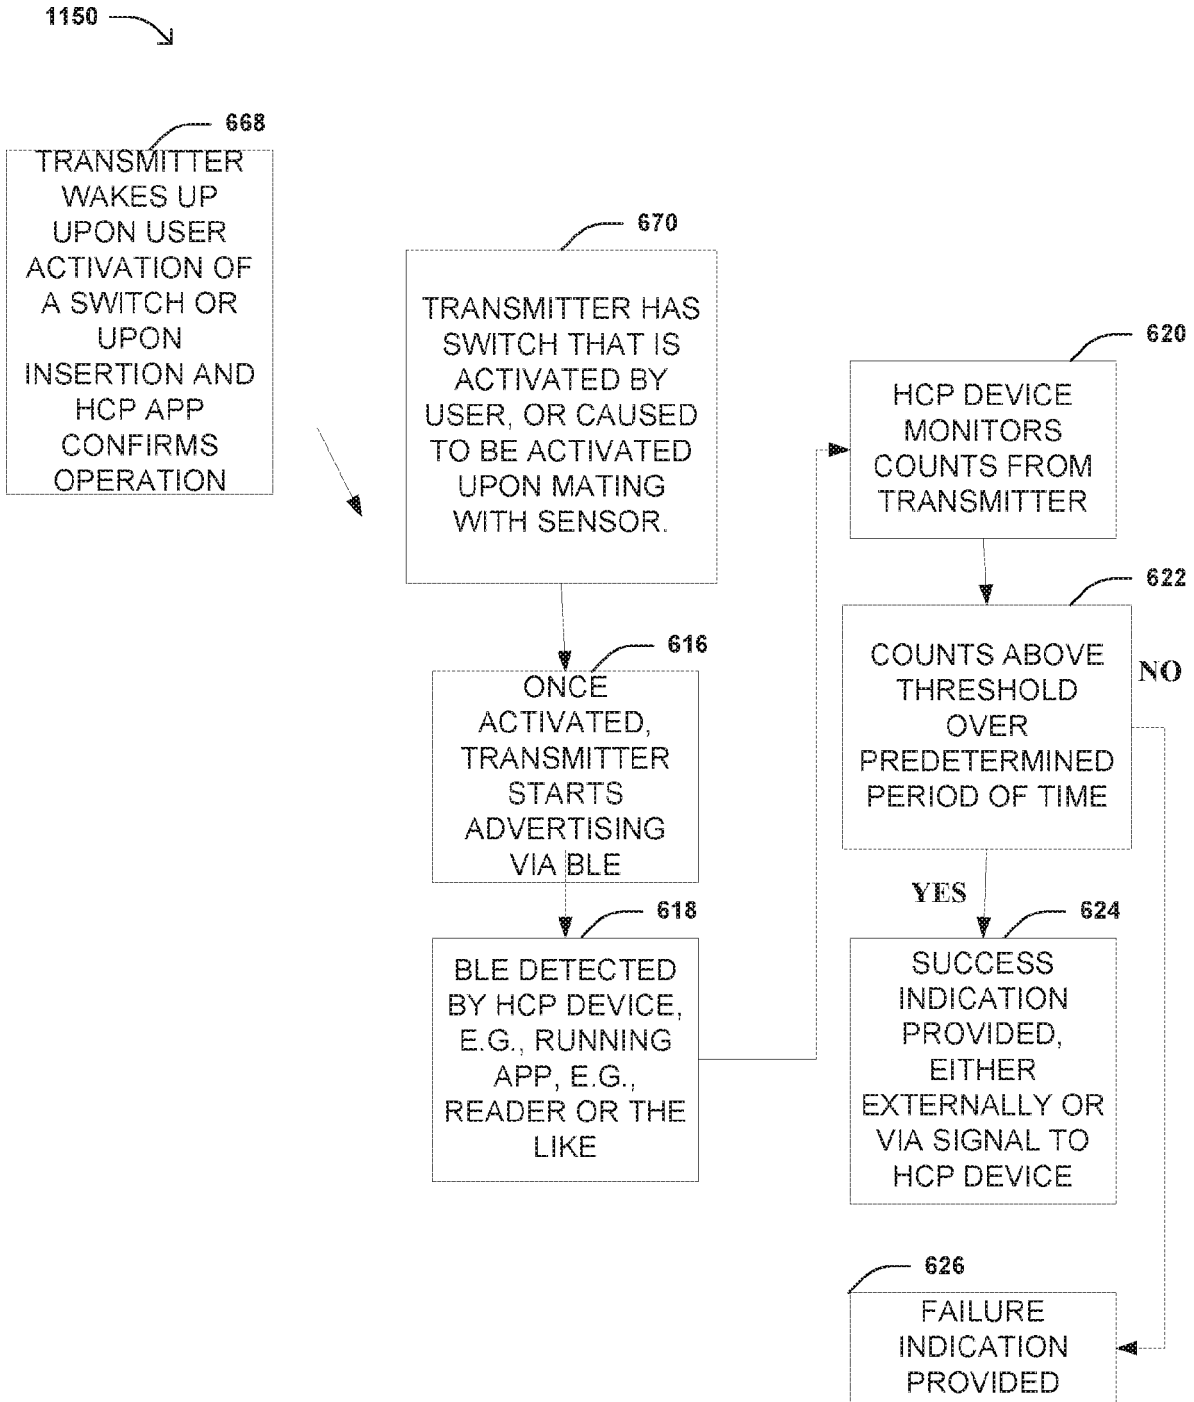 1150
668
TRANSMITTER
WAKES UP
UPON USER
ACTIVATION OF
A SWITCH OR
UPON
INSERTION AND
HCP APP
CONFIRMS
OPERATION
670
TRANSMITTER HAS
SWITCH THAT IS
ACTIVATED BY
USER, OR CAUSED
TO BE ACTIVATED
UPON MATING
WITH SENSOR.
616
ONCE
ACTIVATED,
TRANSMITTER
STARTS
ADVERTISING
VIA BLE
618
BLE DETECTED
BY HCP DEVICE,
E.G., RUNNING
APP, E.G.,
READER OR THE
LIKE
620
HCP DEVICE
MONITORS
COUNTS FROM
TRANSMITTER
622
COUNTS ABOVE
THRESHOLD
OVER
PREDETERMINED
PERIOD OF TIME
NO
YES
624
SUCCESS
INDICATION
PROVIDED,
EITHER
EXTERNALLY OR
VIA SIGNAL TO
HCP DEVICE
626
FAILURE
INDICATION
PROVIDED